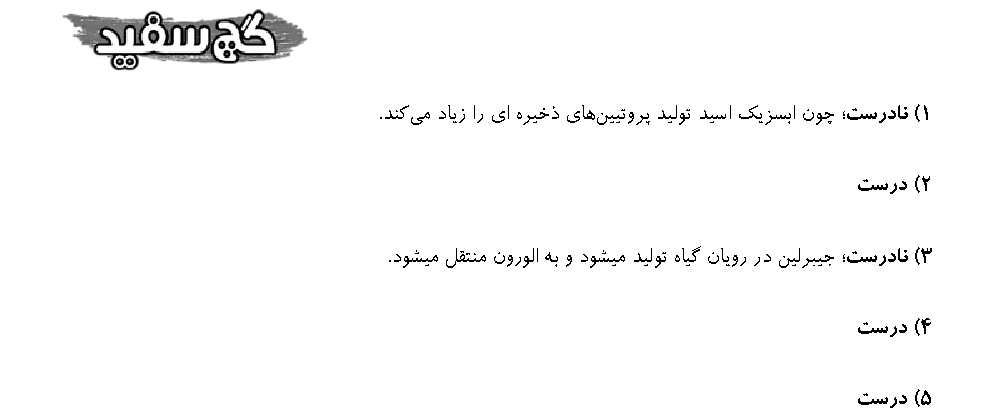 گچ سفید
۱) نادرست؛ چون ابسزیک اسید تولید پروتیین‌های ذخیره ای را زیاد می‌کند.
۲) درست
۳) نادرست؛ جیبرلین در رویان گیاه تولید میشود و به الورون منتقل میشود.
۴) درست
۵) درست